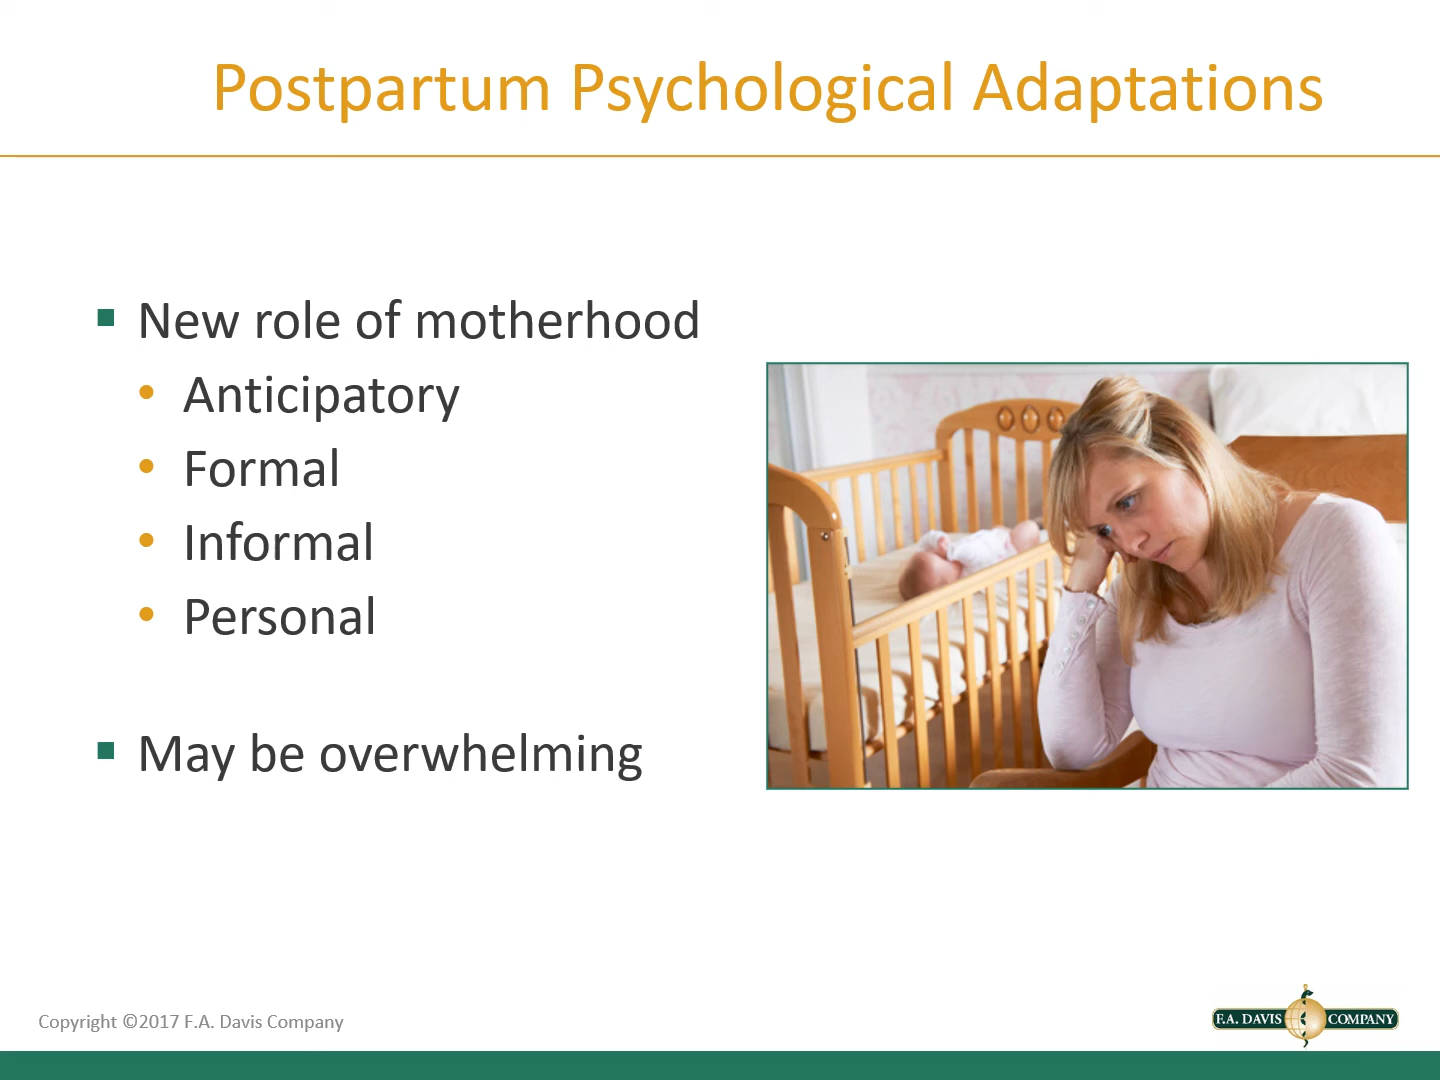 Postpartum Psychological Adaptations
New role of motherhood
Anticipatory
Formal
Informal
Personal
May be overwhelming
Copyright ©2017 F.A. Davis Company
F.A. DAVIS COMPANY